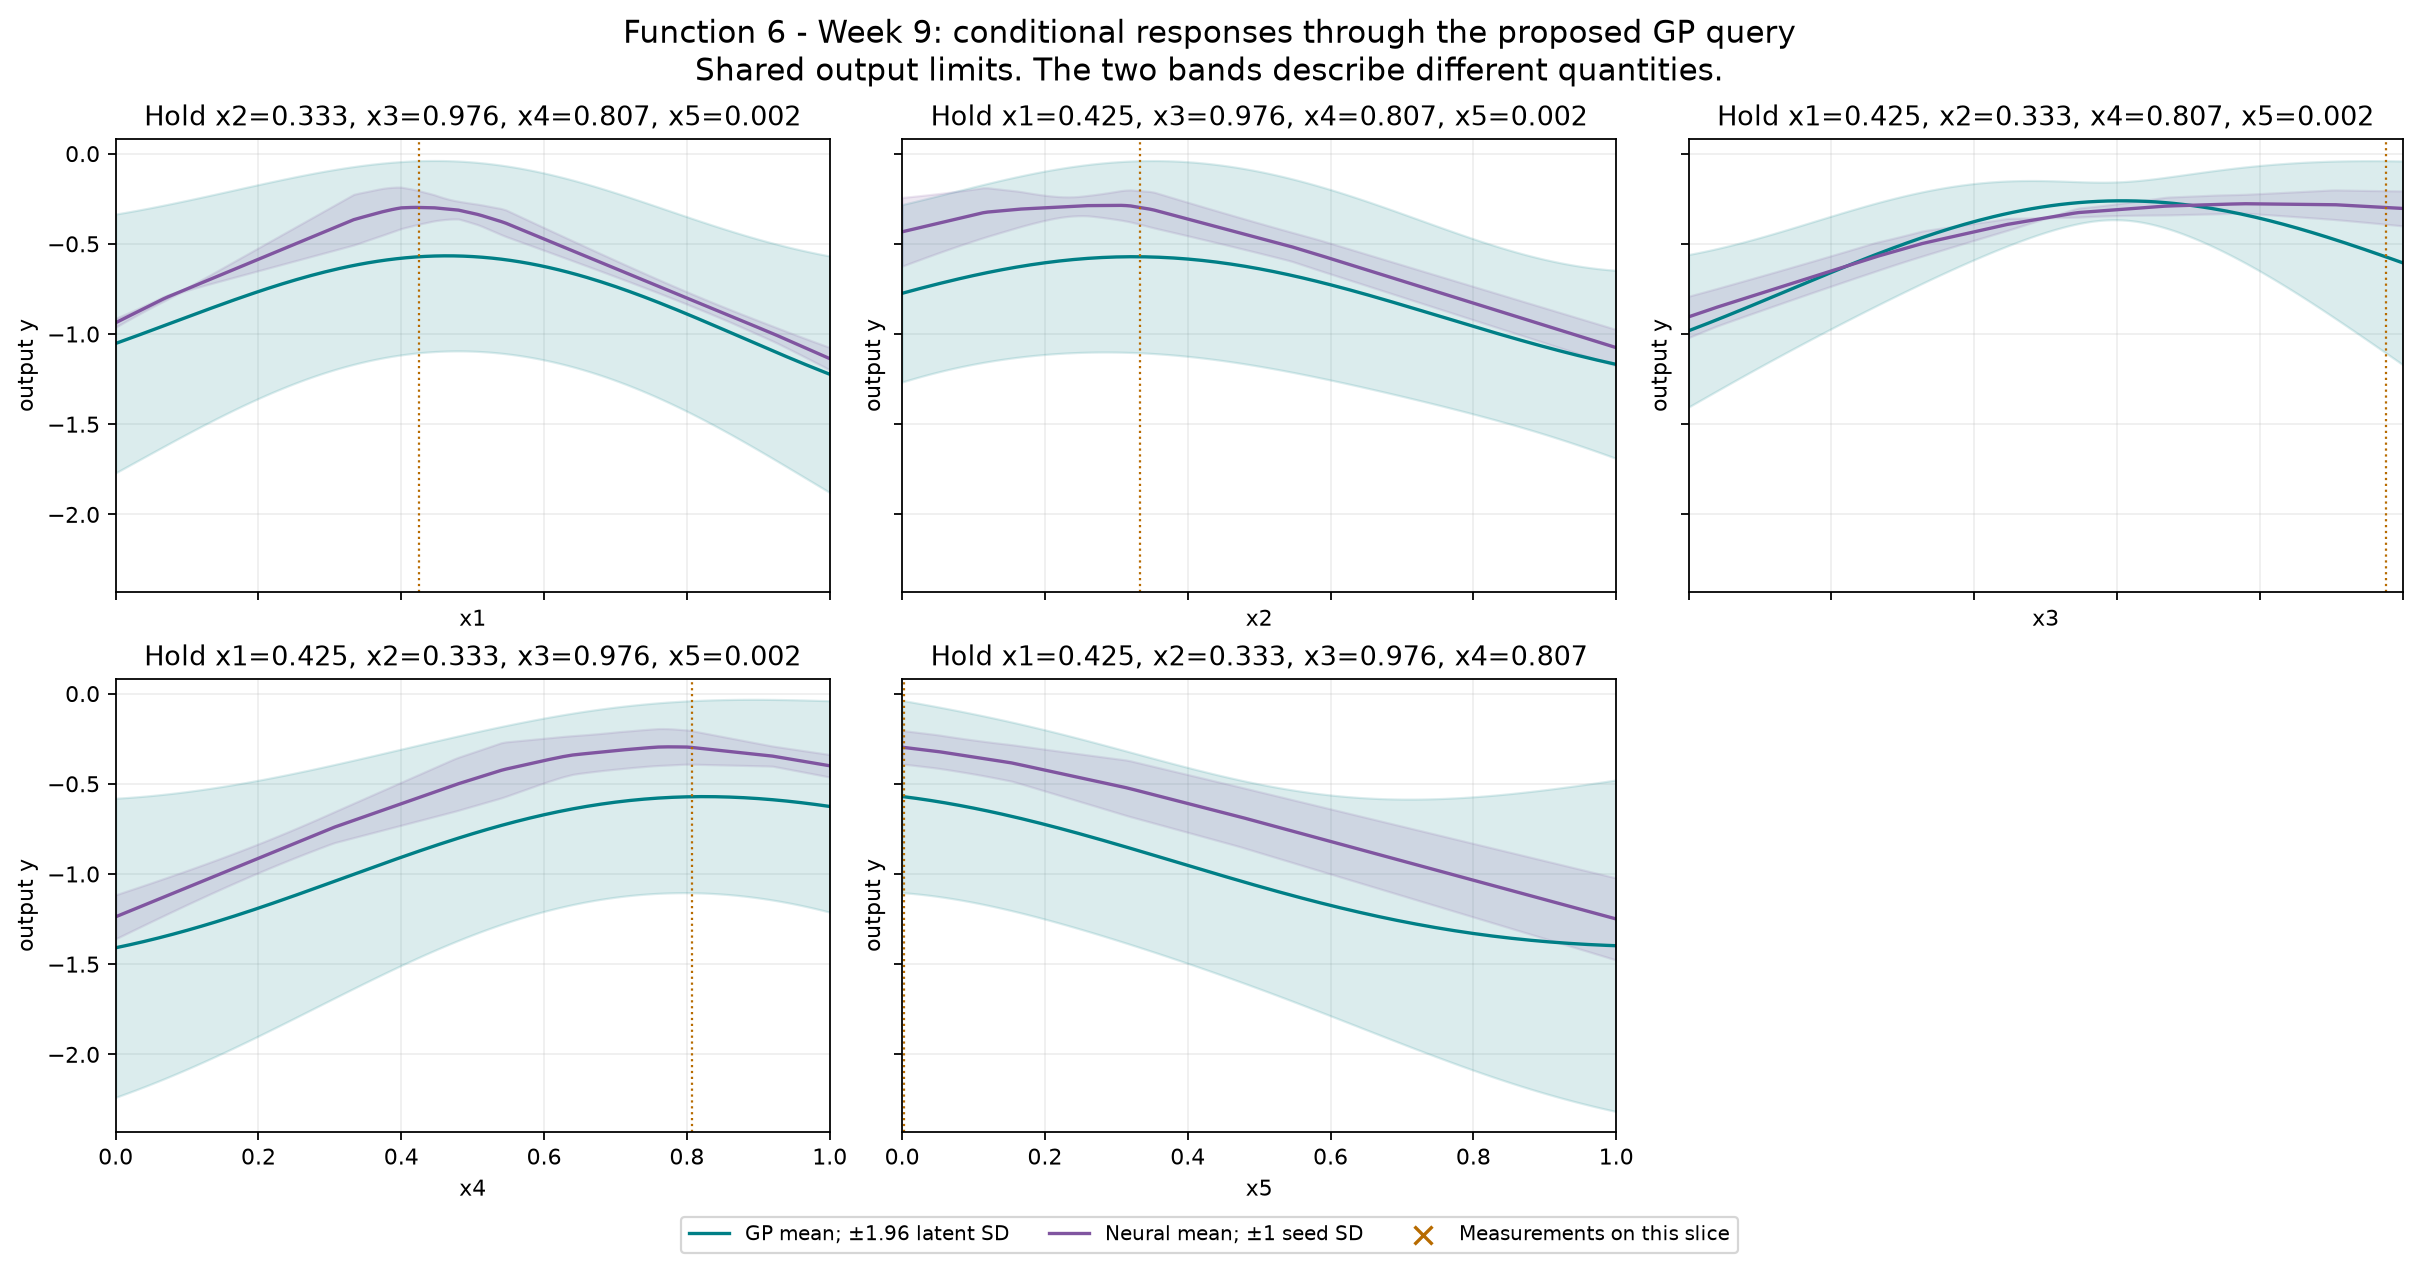 Function 6 - Week 9: conditional responses through the proposed GP query
Shared output limits. The two bands describe different quantities.
Hold x2=0.333, x3=0.976, x4=0.807, x5=0.002
Hold x1=0.425, x3=0.976, x4=0.807, x5=0.002
Hold x1=0.425, x2=0.333, x4=0.807, x5=0.002
0.0
−0.5
−1.0
−1.5
−2.0
output y
output y
output y
x1
x2
x3
Hold x1=0.425, x2=0.333, x3=0.976, x5=0.002
Hold x1=0.425, x2=0.333, x3=0.976, x4=0.807
0.0
−0.5
−1.0
−1.5
−2.0
output y
output y
0.0 0.2 0.4 0.6 0.8 1.0
0.0 0.2 0.4 0.6 0.8 1.0
x4
x5
GP mean; ±1.96 latent SD
Neural mean; ±1 seed SD
Measurements on this slice